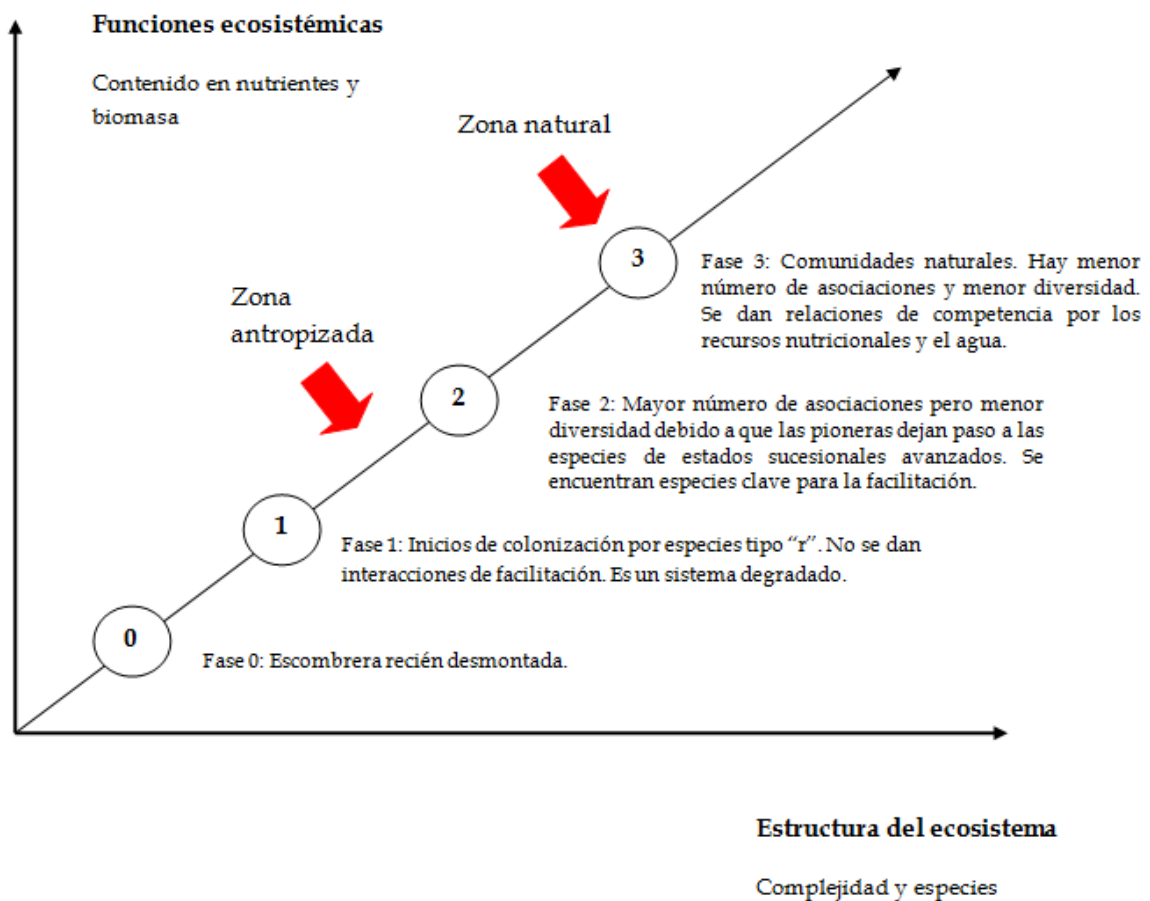 Funciones ecosistémicas
Contenido en nutrientes y
biomasa
Zona natural
Zona
antropizada
3
Fase 3: Comunidades naturales. Hay menor
número de asociaciones y menor diversidad.
Se dan relaciones de competencia por los
recursos nutricionales y el agua.
2
Fase 2: Mayor número de asociaciones pero menor
diversidad debido a que las pioneras dejan paso a las
especies de estados sucesionales avanzados. Se
encuentran especies clave para la facilitación.
1
Fase 1: Inicios de colonización por especies tipo “r”. No se dan
interacciones de facilitación. Es un sistema degradado.
0
Fase 0: Escombrera recién desmontada.
Estructura del ecosistema
Complejidad y especies